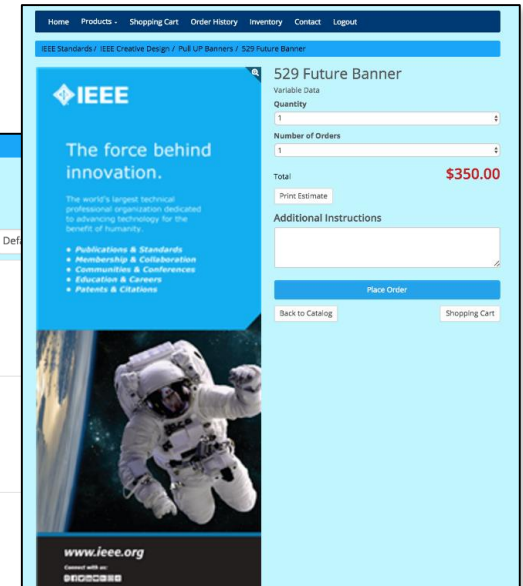 Home Products Shopping Cart Order History Inventory Contact Logout
IEEE Standards / IEEE Creative Design / Pull UP Banners / 529 Future Banner
529 Future Banner
Variable Data
Quantity
1
Number of Orders
1
Total $350.00
Print Estimate
Additional Instructions
Place Order
Back to Catalog Shopping Cart
IEEE
The force behind
innovation.
The world's largest technical
professional organization dedicated
to advancing technology for the
benefit of humanity.
• Publications & Standards
• Membership & Collaboration
• Communities & Conferences
• Education & Careers
• Patents & Citations
www.ieee.org
Connect with us:
Defa